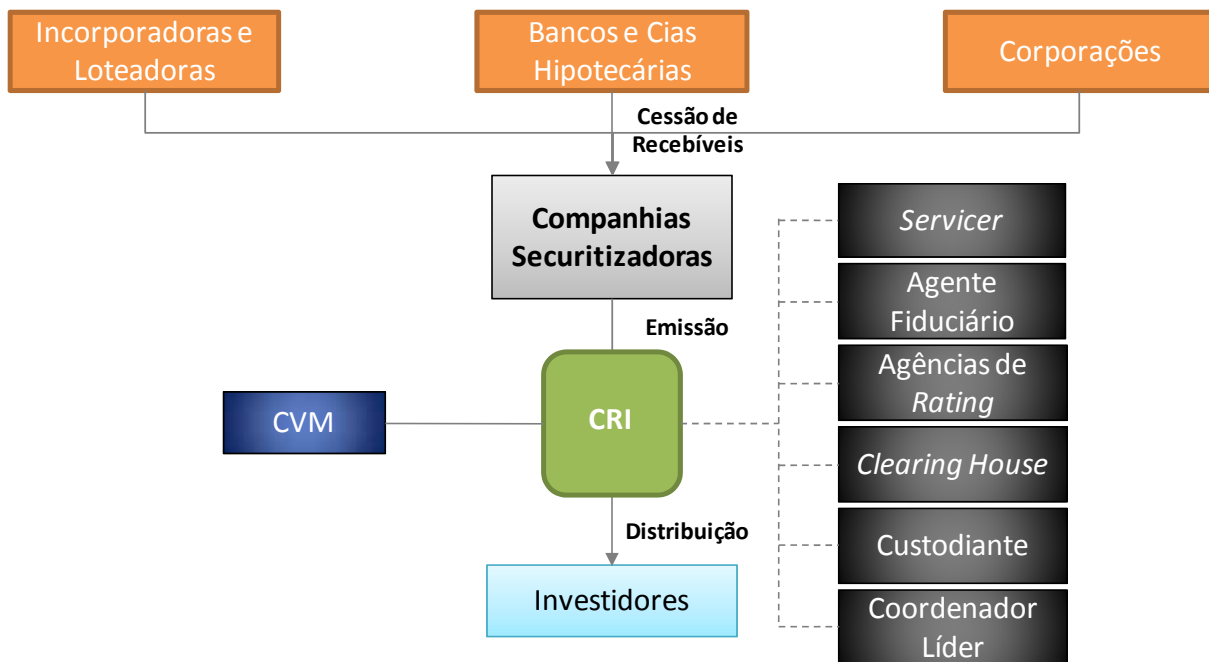 Incorporadoras e
Loteadoras
Bancos e Cias
Hipotecárias
Corporações
Cessão de
Recebíveis
Companhias
Securitizadoras
Servicer
Agente
Fiduciário
Emissão
Agências de
Rating
CVM
CRI
Clearing House
Distribuição
Custodiante
Investidores
Coordenador
Líder